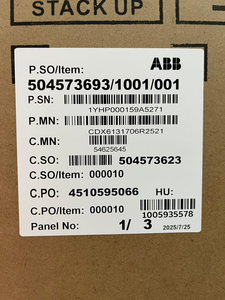 STACK
ABB
P.SO/Item:
504573693/1001/001
P.SN:
1YHP000159A5271
P.MN:
CDX6131706R2521
C.MN:
54625645
C.SO: 504573623
C.SO/Item: 000010
C.PO: 4510595066 HU:
C.PO/Item: 000010
1005935578
Panel No: 1/ 3 2025/7/25